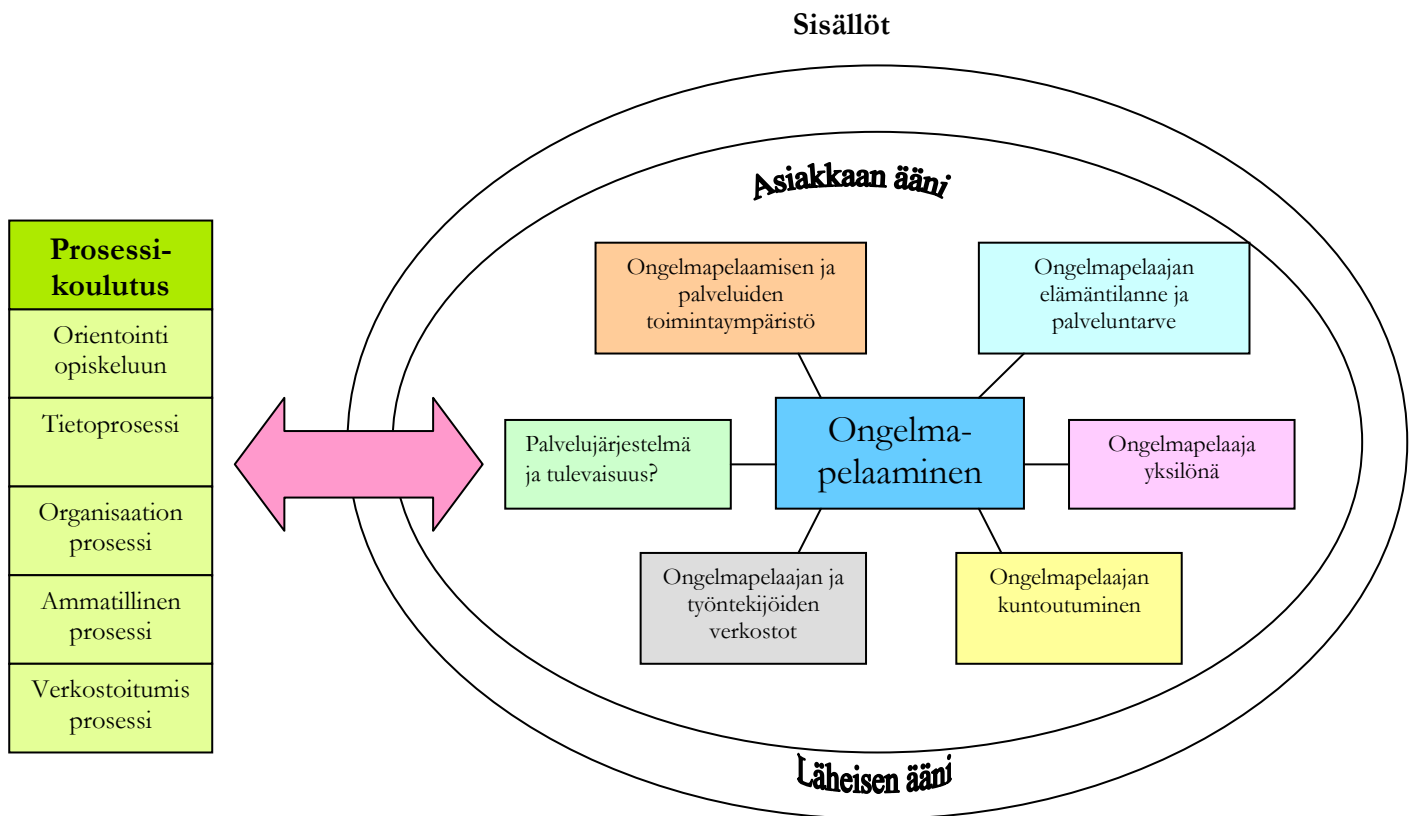 Sisällöt
Asiakkaan ääni
Prosessi-
koulutus
Orientointi
opiskeluun
Tietoprosessi
Organisaation
prosessi
Ammatillinen
prosessi
Verkostoitumis
prosessi
Ongelmapelaamisen ja
palveluiden
toimintaympäristö
Ongelmapelaajan
elämäntilanne ja
palveluntarve
Palvelujärjestelmä
ja tulevaisuus?
Ongelma-
pelaaminen
Ongelmapelaaja
yksilönä
Ongelmapelaajan ja
työntekijöiden
verkostot
Ongelmapelaajan
kuntoutuminen
Läheisen ääni